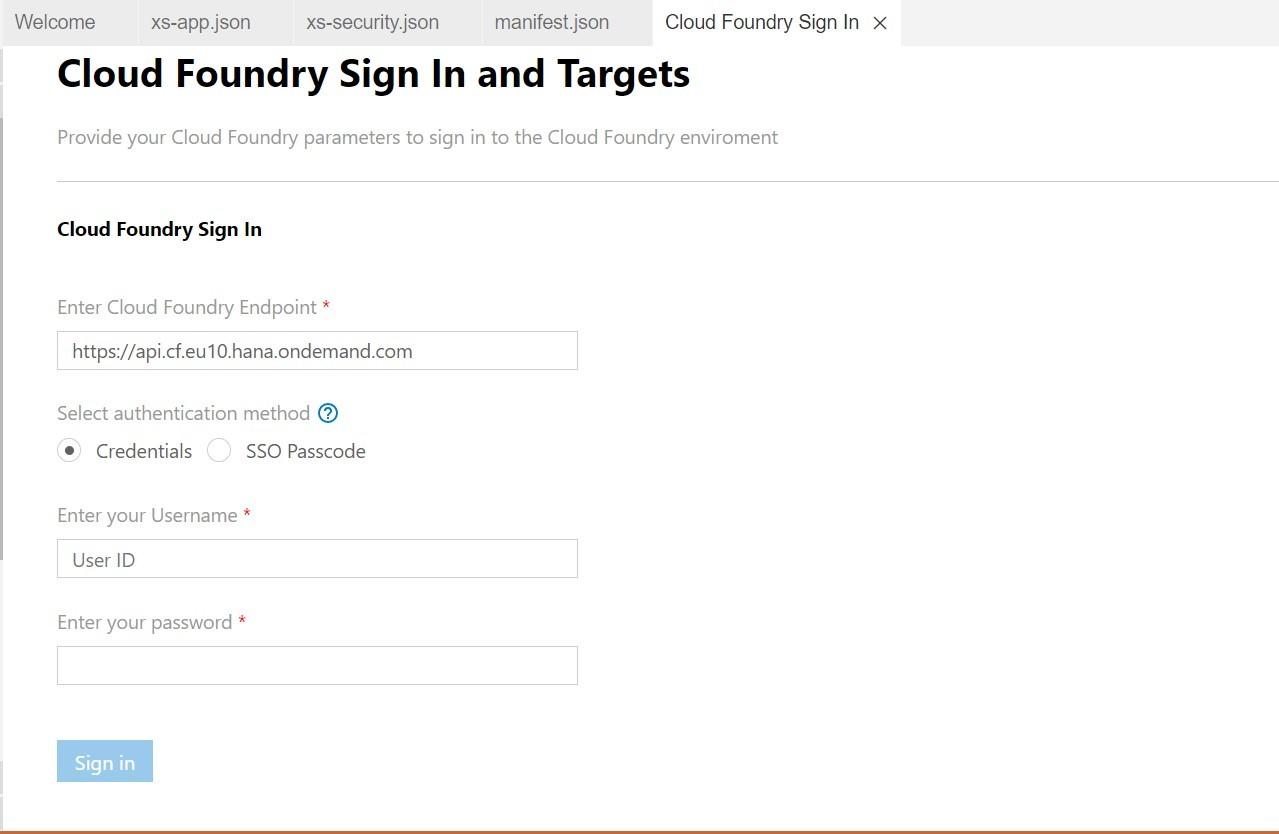 Welcome xs-app.json xs-security.json manifest.json Cloud Foundry Sign In
Cloud Foundry Sign In and Targets
Provide your Cloud Foundry parameters to sign in to the Cloud Foundry enviroment
Cloud Foundry Sign In
Enter Cloud Foundry Endpoint *
https://api.cf.eu10.hana.ondemand.com
Select authentication method ?
Credentials SSO Passcode
Enter your Username *
User ID
Enter your password *
Sign in